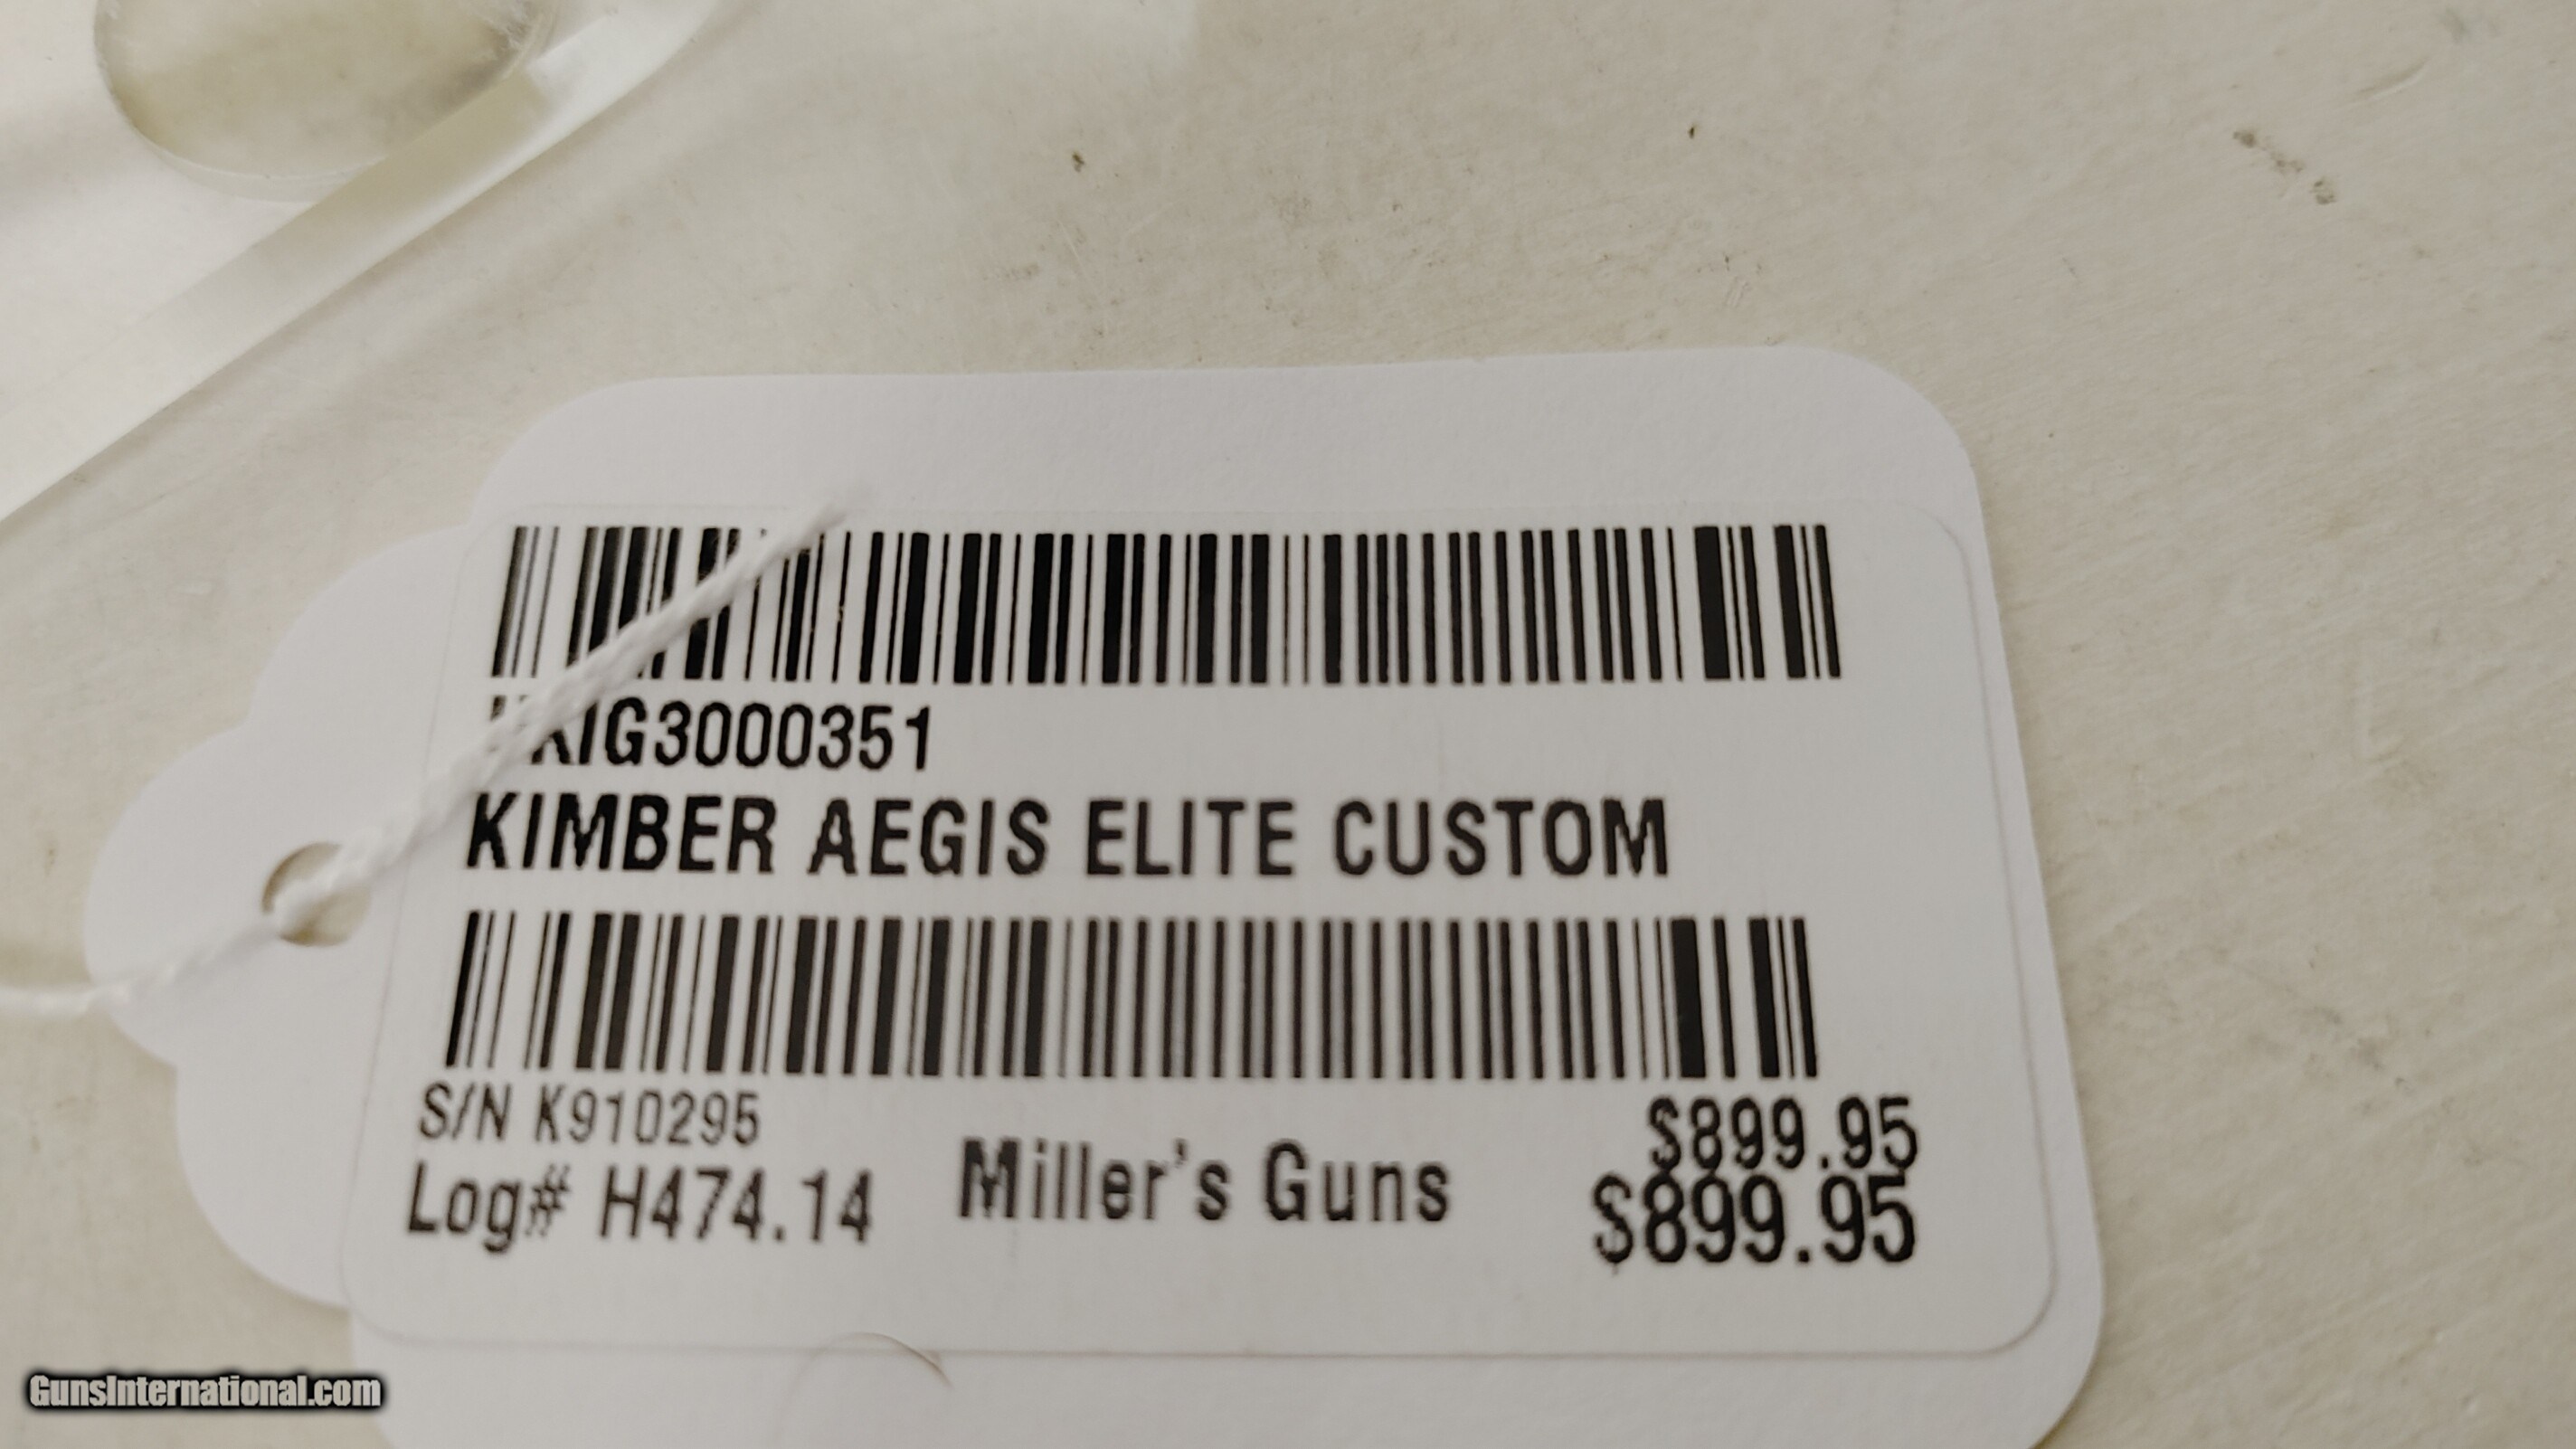 KIG3000351
KIMBER AEGIS ELITE CUSTOM
S/N K910295
$899.95
Log# H474.14
Miller's Guns
$899.95
GunsInternational.com